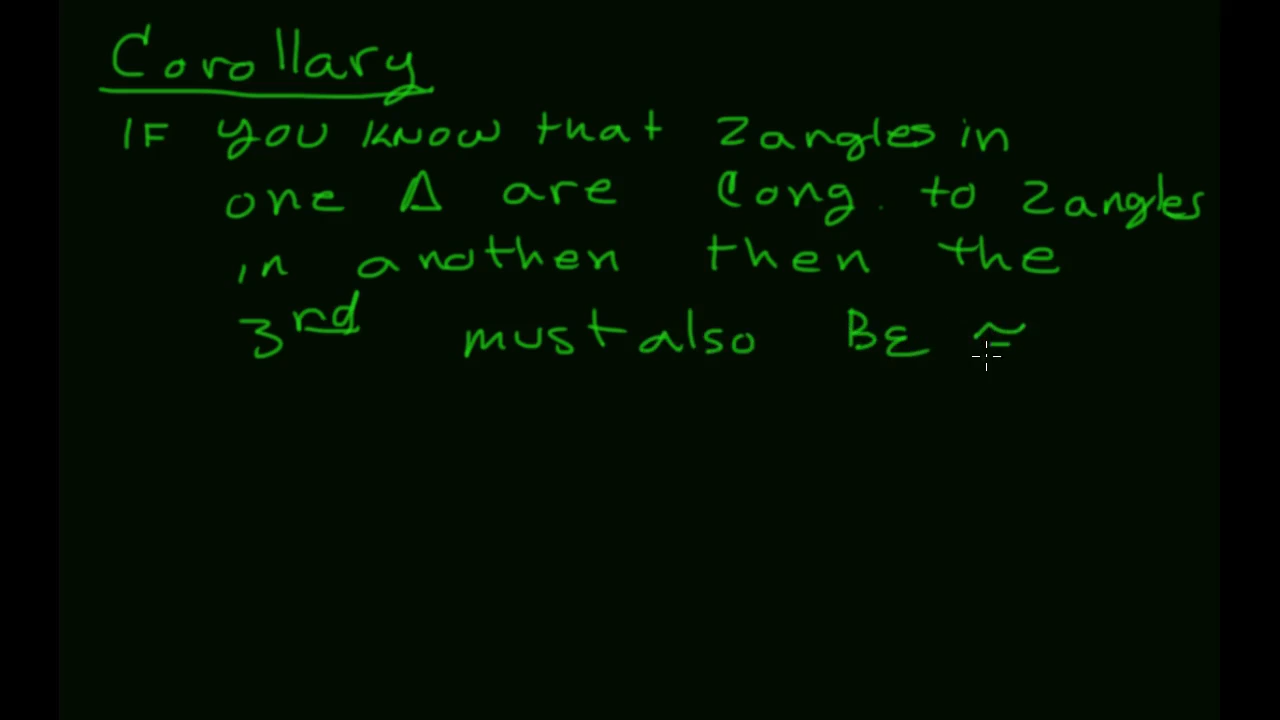 Corollary
IF you know that 2 angles in
one Δ are Cong. to 2 angles
in anothen then the
3rd must also BE ≅